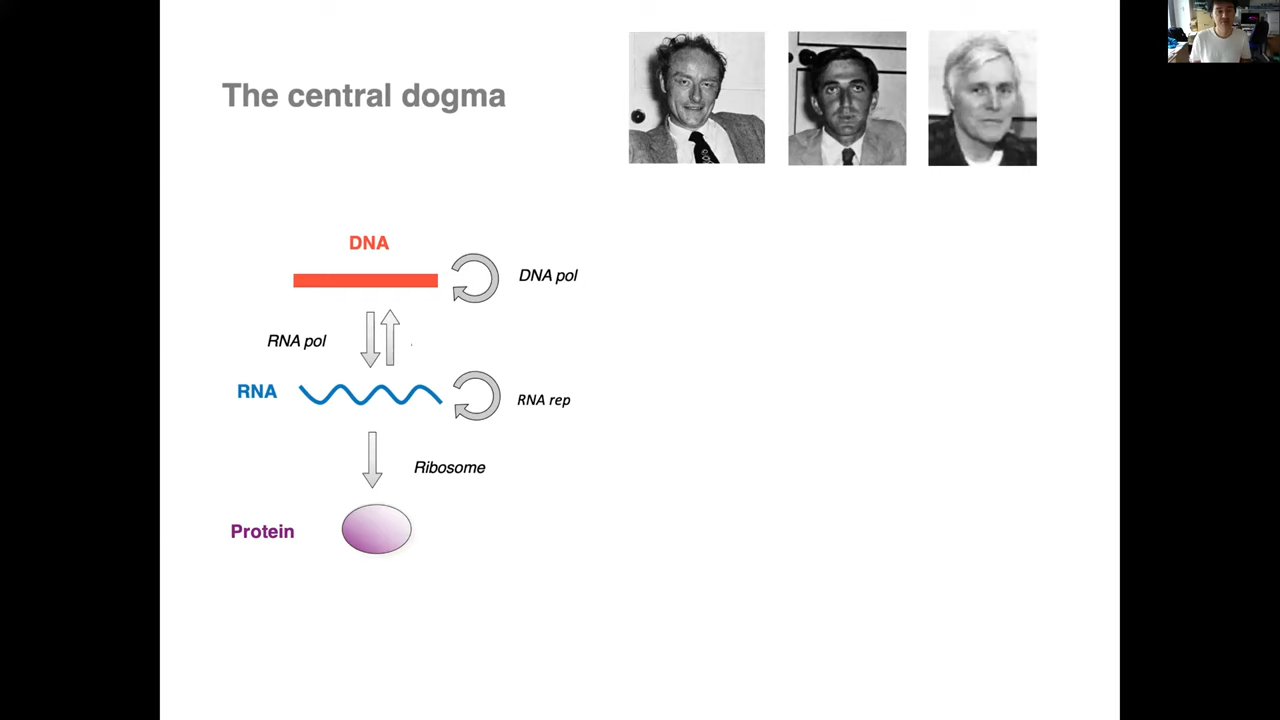 The central dogma
DNA
DNA pol
RNA pol
RNA
RNA rep
Ribosome
Protein